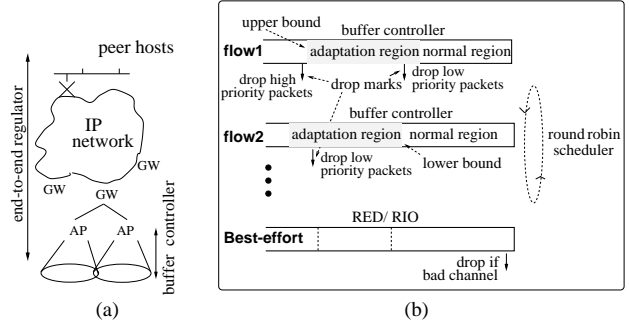 peer hosts
end-to-end regulator
IP
network
GW
GW
GW
AP
AP
buffer controller
(a)
upper bound
buffer controller
flow1
adaptation region
normal region
drop high
priority packets
drop marks
drop low
priority packets
buffer controller
flow2
adaptation region
normal region
drop low
priority packets
lower bound
round robin
scheduler
RED/ RIO
Best-effort
drop if
bad channel
(b)